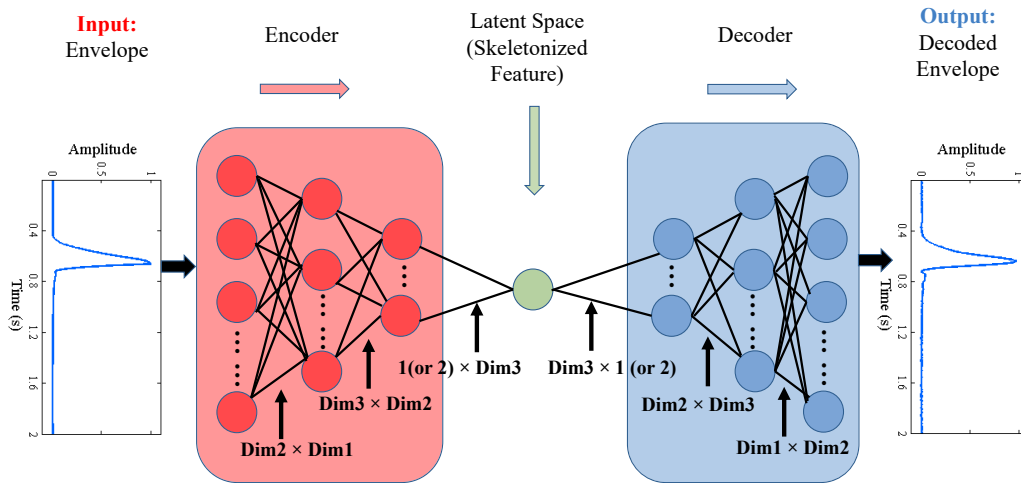 Input:
Envelope
Encoder
Latent Space
(Skeletonized
Feature)
Decoder
Output:
Decoded
Envelope
Amplitude
0 0.5 1
0.4
0.8
1.2
1.6
2
Time (s)
Dim2 × Dim1
Dim3 × Dim2
1(or 2) × Dim3
Dim3 × 1 (or 2)
Dim2 × Dim3
Dim1 × Dim2
Amplitude
0 0.5 1
0.4
0.8
1.2
1.6
2
Time (s)